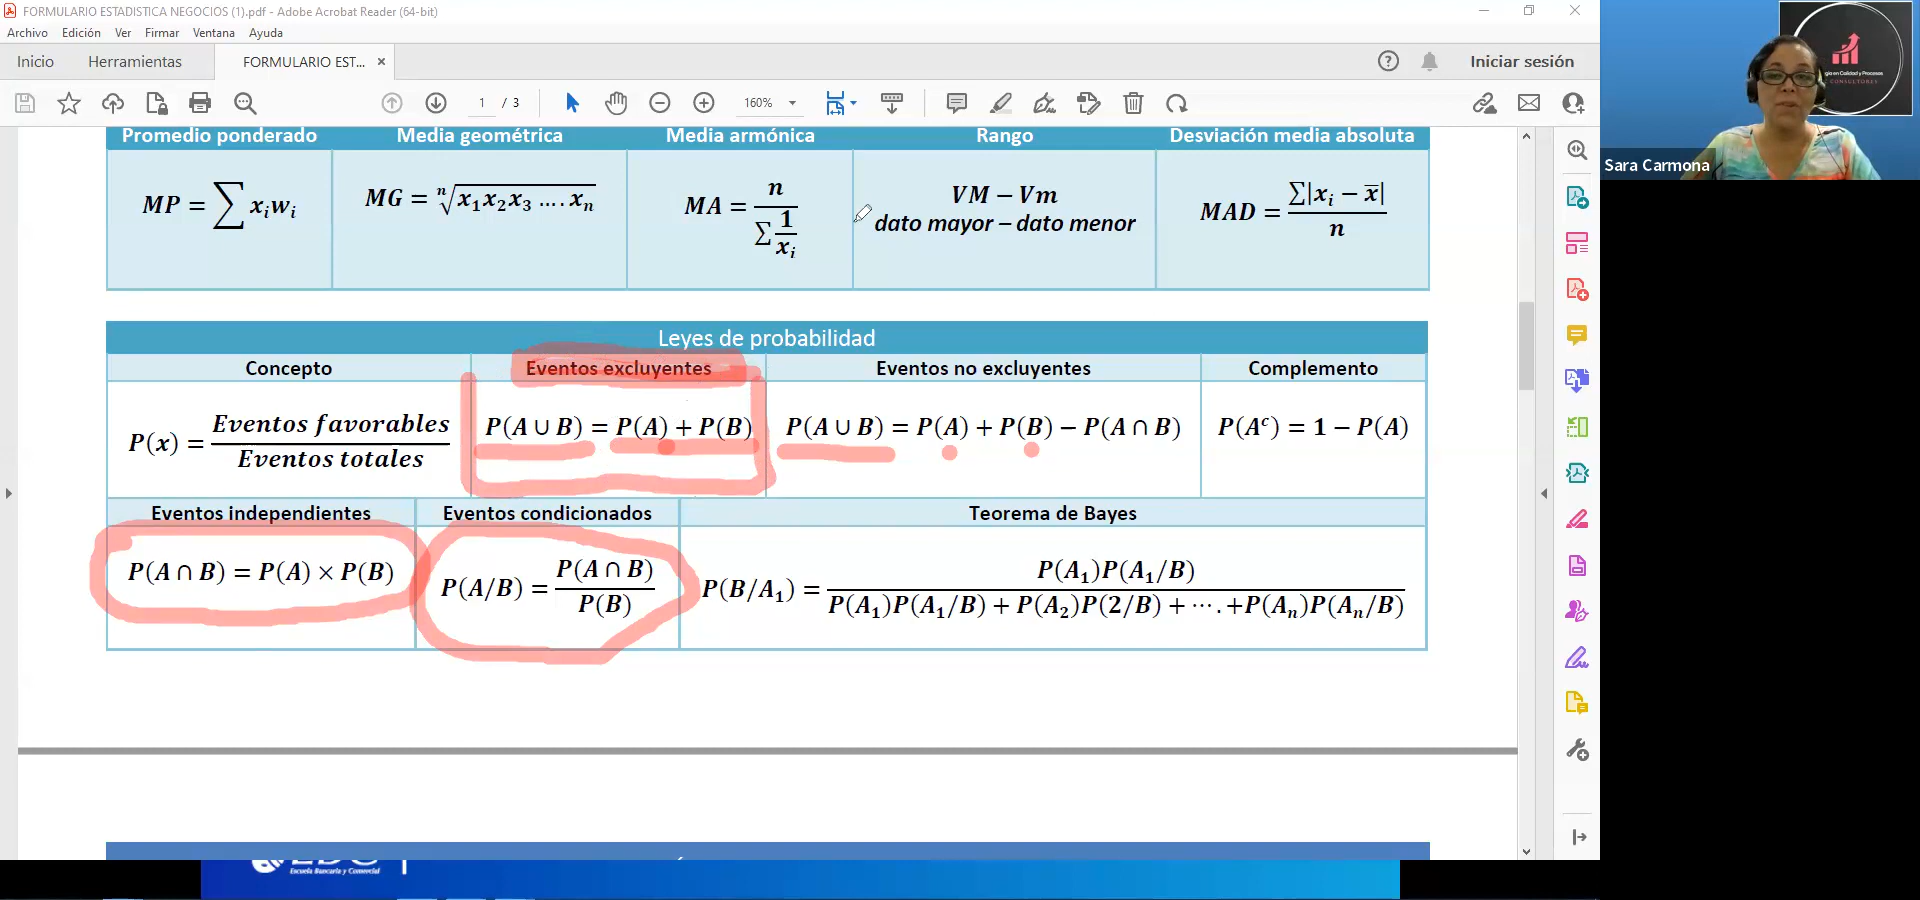 FORMULARIO ESTADISTICA NEGOCIOS (1).pdf - Adobe Acrobat Reader (64-bit)
Archivo Edición Ver Firmar Ventana Ayuda
Inicio Herramientas FORMULARIO EST... × Iniciar sesión
1 / 3 160%
Promedio ponderado Media geométrica Media armónica Rango Desviación media absoluta
MP = ∑ xᵢwᵢ
MG = ⁿ√x₁x₂x₃ .... xₙ
MA = n / ∑ 1/xᵢ
VM – Vm
dato mayor – dato menor
MAD = ∑|xᵢ − x̅| / n
Leyes de probabilidad
Concepto Eventos excluyentes Eventos no excluyentes Complemento
P(x) = Eventos favorables / Eventos totales
P(A ∪ B) = P(A) + P(B)
P(A ∪ B) = P(A) + P(B) − P(A ∩ B)
P(Aᶜ) = 1 − P(A)
Eventos independientes Eventos condicionados Teorema de Bayes
P(A ∩ B) = P(A) × P(B)
P(A/B) = P(A ∩ B) / P(B)
P(B/A₁) = P(A₁)P(A₁/B) / P(A₁)P(A₁/B) + P(A₂)P(2/B) + ⋯.+P(Aₙ)P(Aₙ/B)
Escuela Bancaria y Comercial
Sara Carmona
CONSULTORES